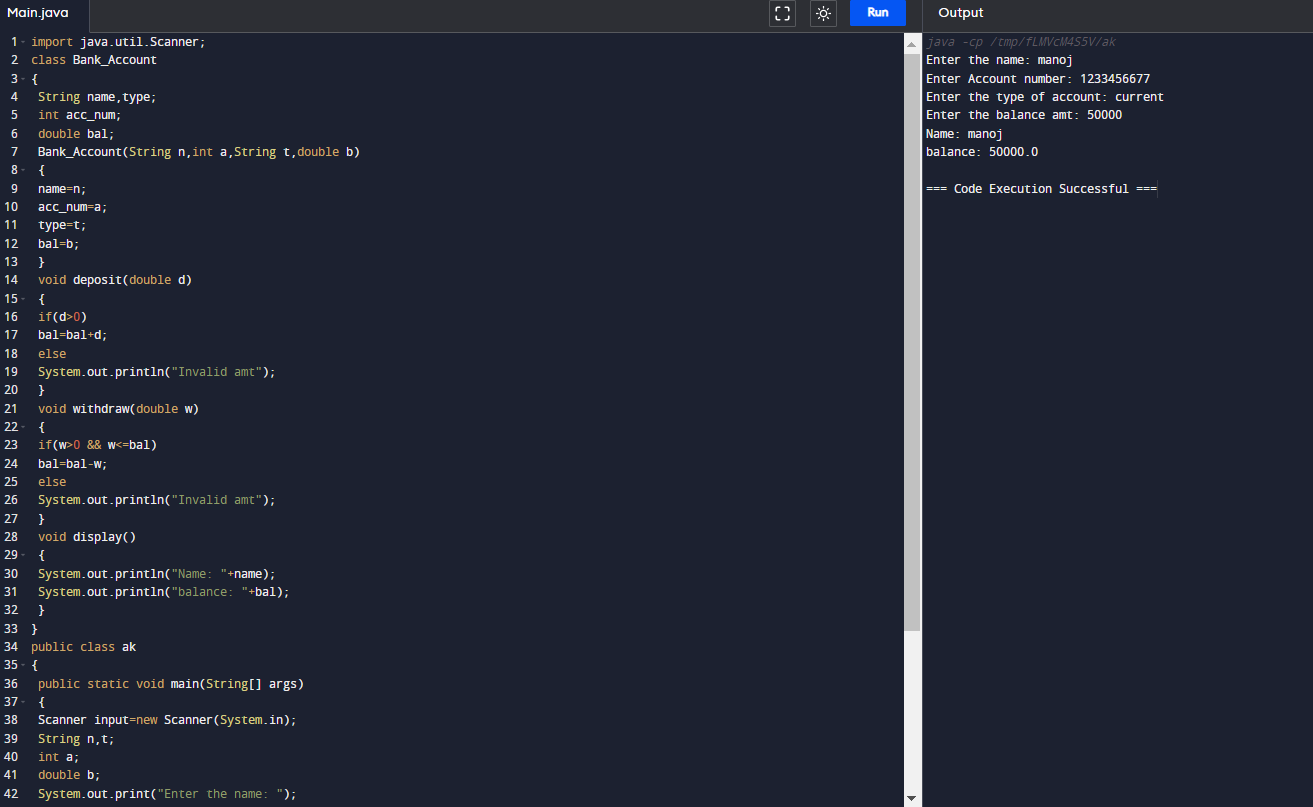 Main.java
Run
Output
1 import java.util.Scanner;
2 class Bank_Account
3 {
4 String name,type;
5 int acc_num;
6 double bal;
7 Bank_Account(String n,int a,String t,double b)
8 {
9 name=n;
10 acc_num=a;
11 type=t;
12 bal=b;
13 }
14 void deposit(double d)
15 {
16 if(d>0)
17 bal=bal+d;
18 else
19 System.out.println("Invalid amt");
20 }
21 void withdraw(double w)
22 {
23 if(w>0 && w<=bal)
24 bal=bal-w;
25 else
26 System.out.println("Invalid amt");
27 }
28 void display()
29 {
30 System.out.println("Name: "+name);
31 System.out.println("balance: "+bal);
32 }
33 }
34 public class ak
35 {
36 public static void main(String[] args)
37 {
38 Scanner input=new Scanner(System.in);
39 String n,t;
40 int a;
41 double b;
42 System.out.print("Enter the name: ");
java -cp /tmp/fLMVcM4S5V/ak
Enter the name: manoj
Enter Account number: 1233456677
Enter the type of account: current
Enter the balance amt: 50000
Name: manoj
balance: 50000.0
=== Code Execution Successful ===